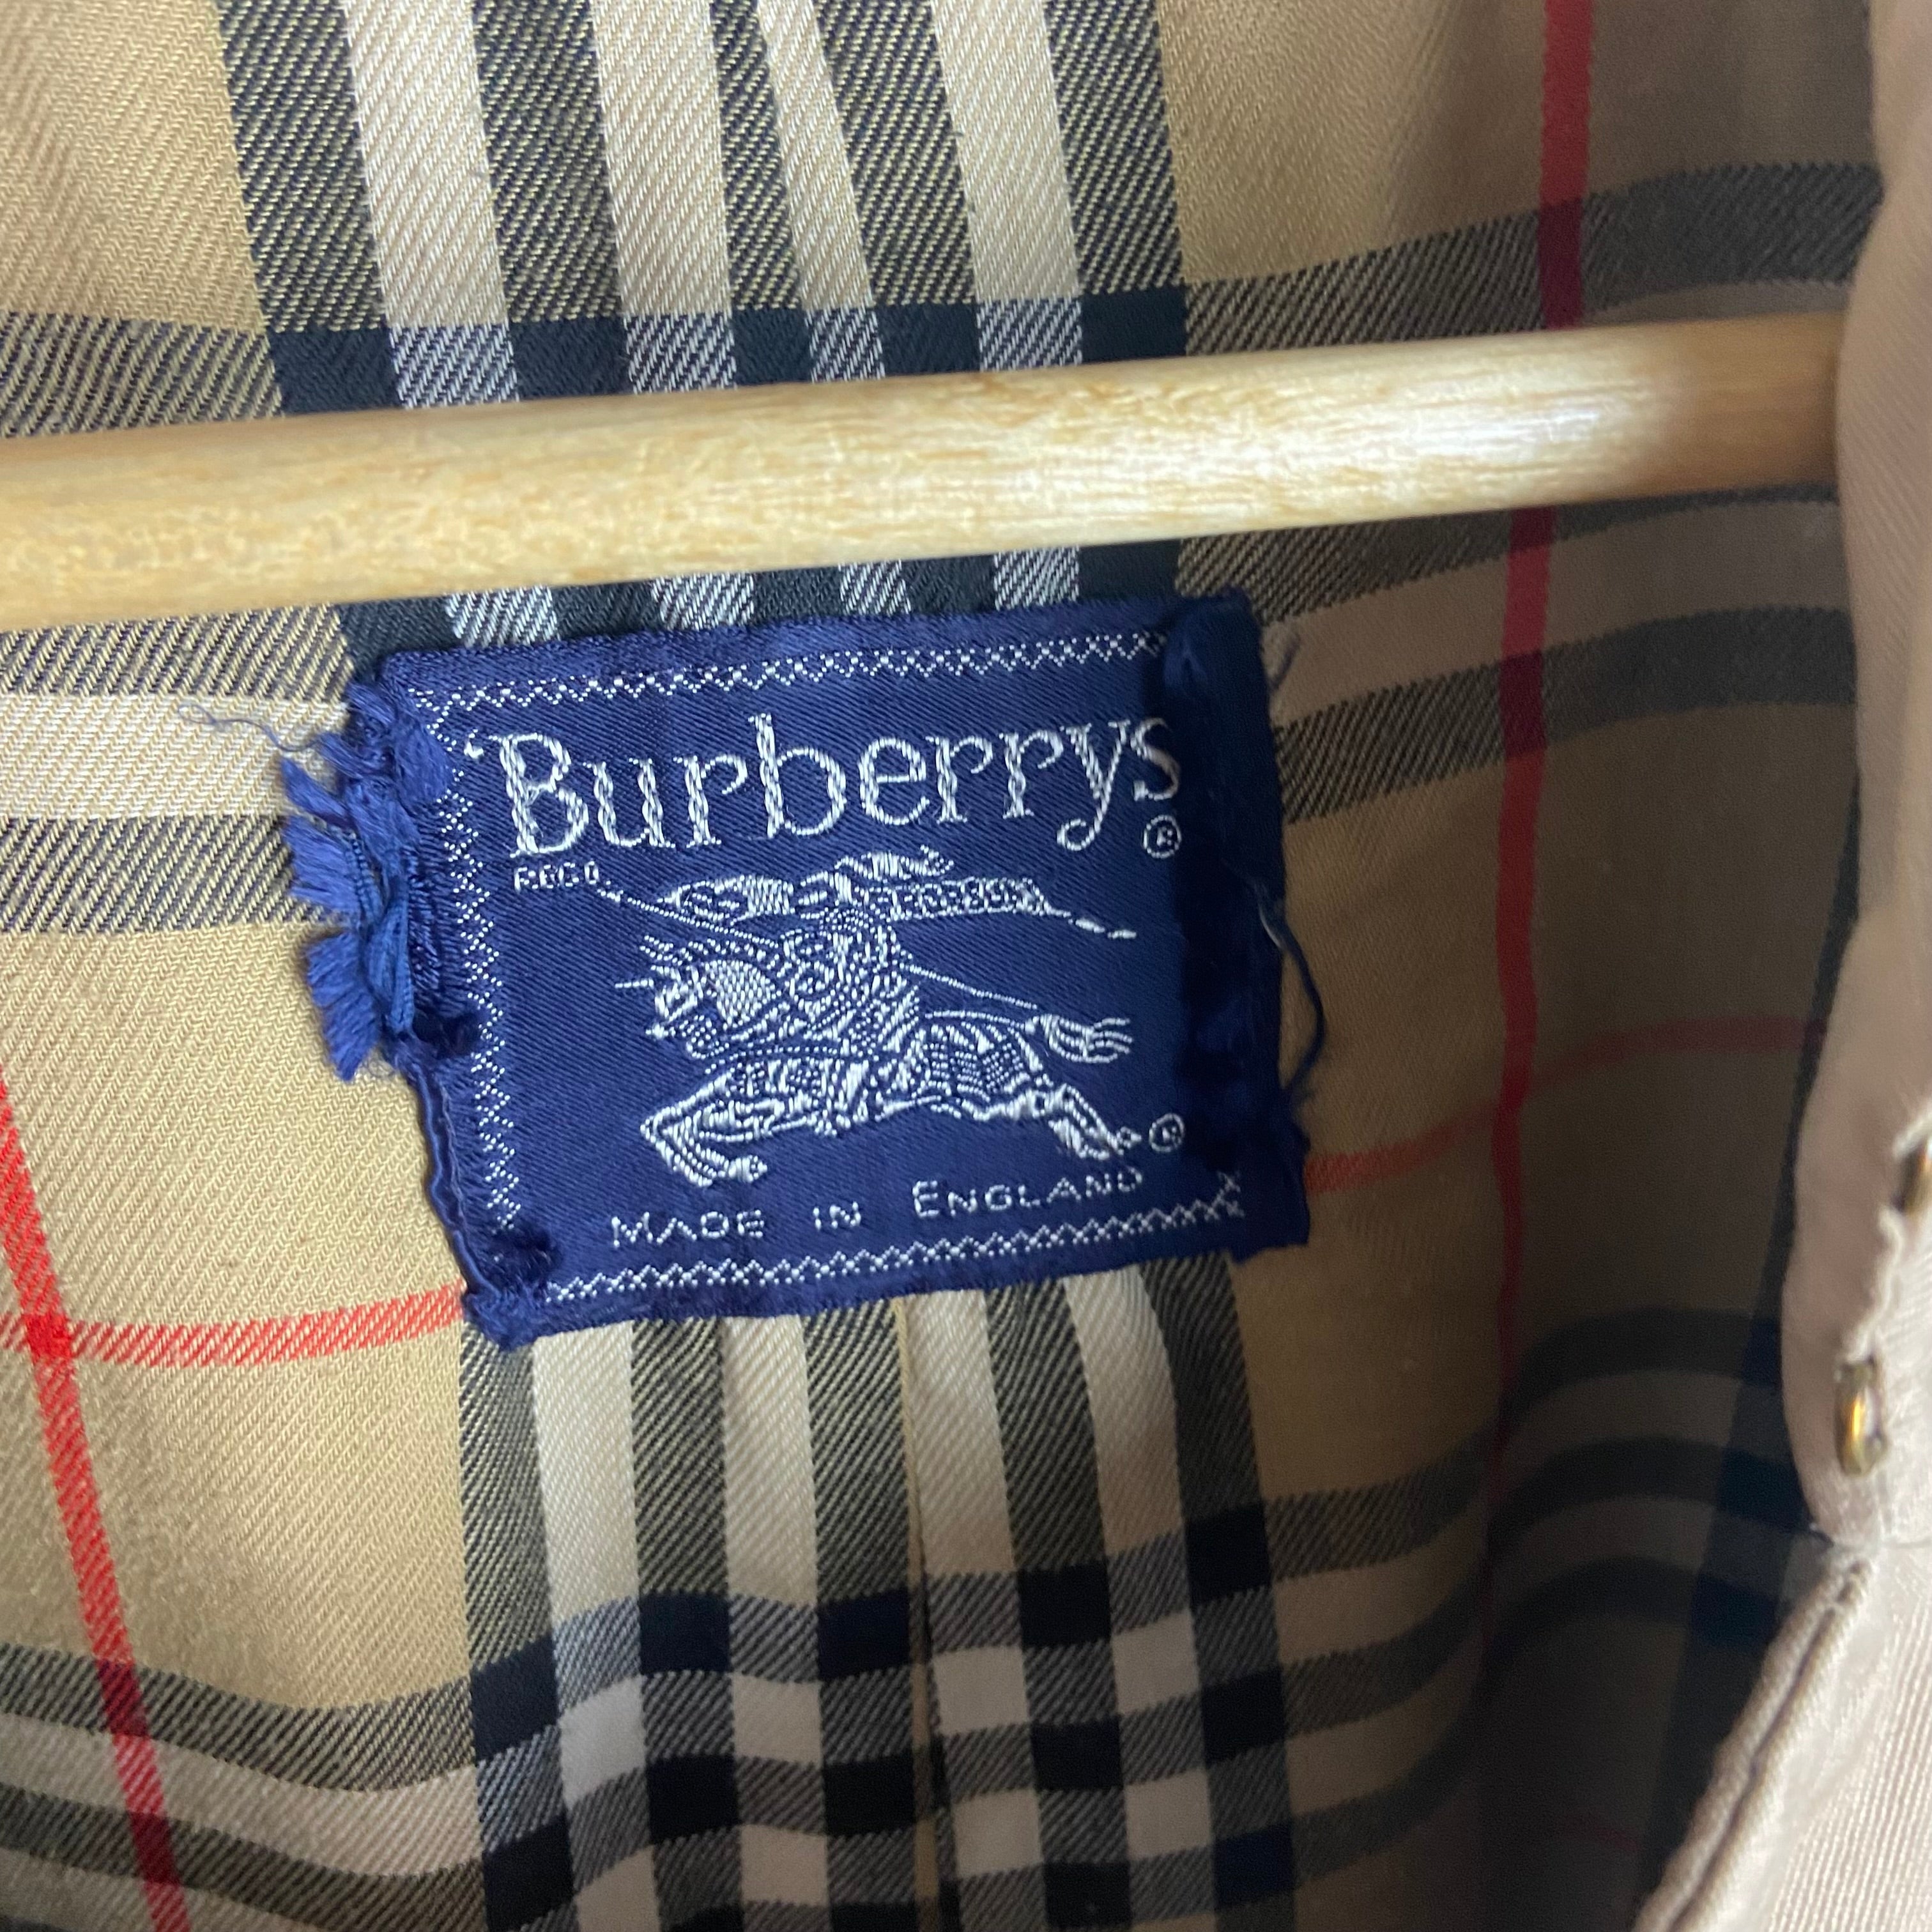 Burberrys
®
REGD
®
MADE IN ENGLAND